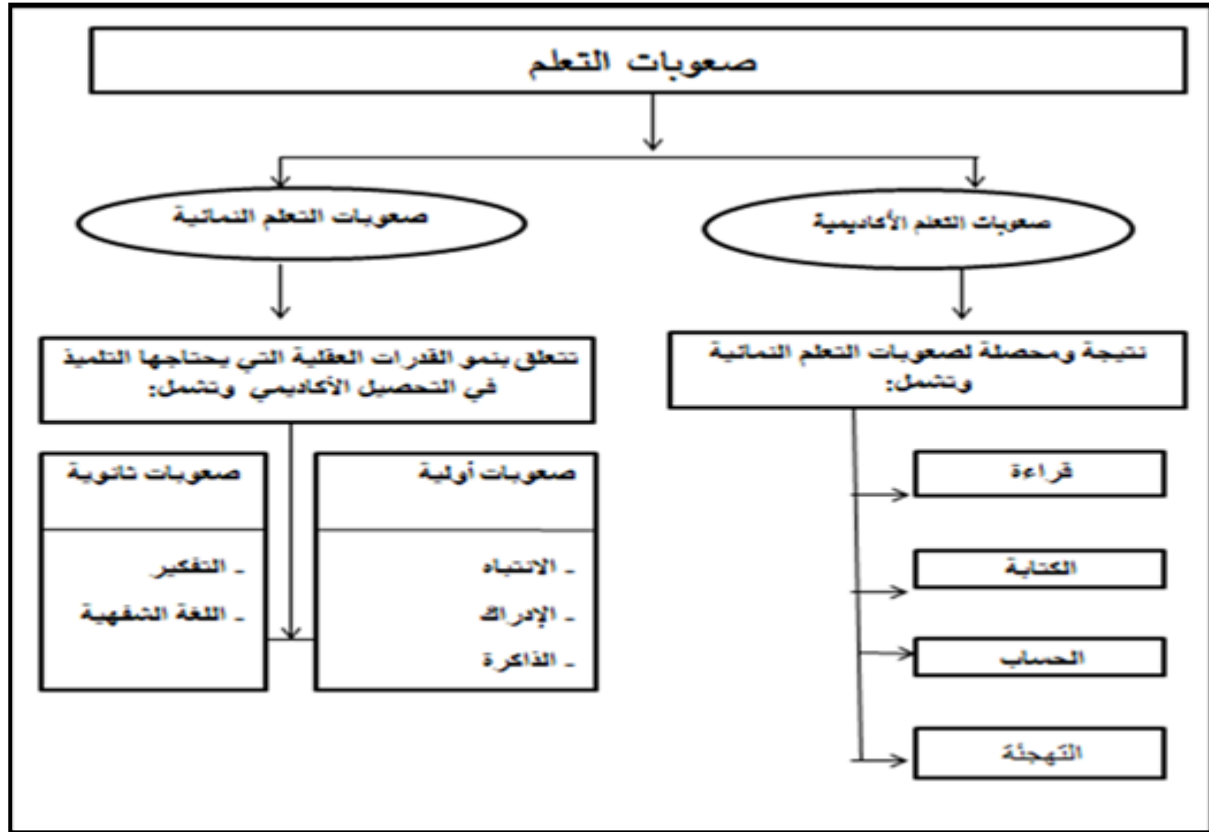 صعوبات التعلم
صعوبات التعلم الأكاديمية
صعوبات التعلم النمائية
نتيجة ومحصلة لصعوبات التعلم النمائية
وتشمل:
تتعلق بنمو القدرات العقلية التي يحتاجها التلميذ
في التحصيل الأكاديمي وتشمل:
قراءة
الكتابة
الحساب
التهجئة
صعوبات أولية
- الانتباه
- الإدراك
- الذاكرة
صعوبات ثانوية
- التفكير
- اللغة الشفهية